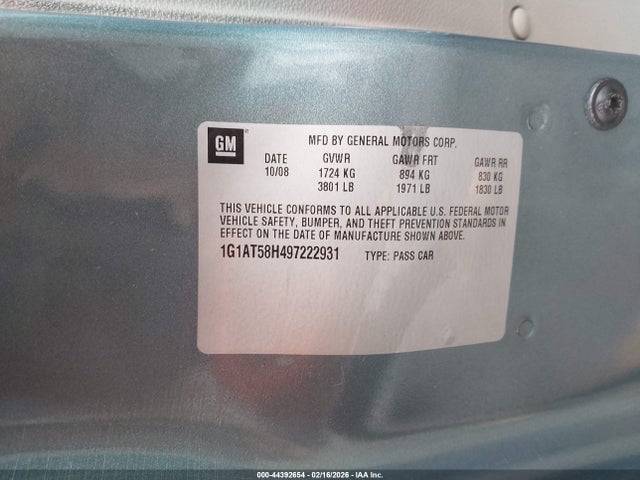 GM
MFD BY GENERAL MOTORS CORP.
DATE GVWR GAWR FRT GAWR RR
10/08 1724 KG 894 KG 830 KG
3801 LB 1971 LB 1830 LB
THIS VEHICLE CONFORMS TO ALL APPLICABLE U.S. FEDERAL MOTOR
VEHICLE SAFETY, BUMPER, AND THEFT PREVENTION STANDARDS IN
EFFECT ON THE DATE OF MANUFACTURE SHOWN ABOVE.
1G1AT58H497222931 TYPE: PASS CAR
000-44392654 - 02/16/2026 - IAA Inc.